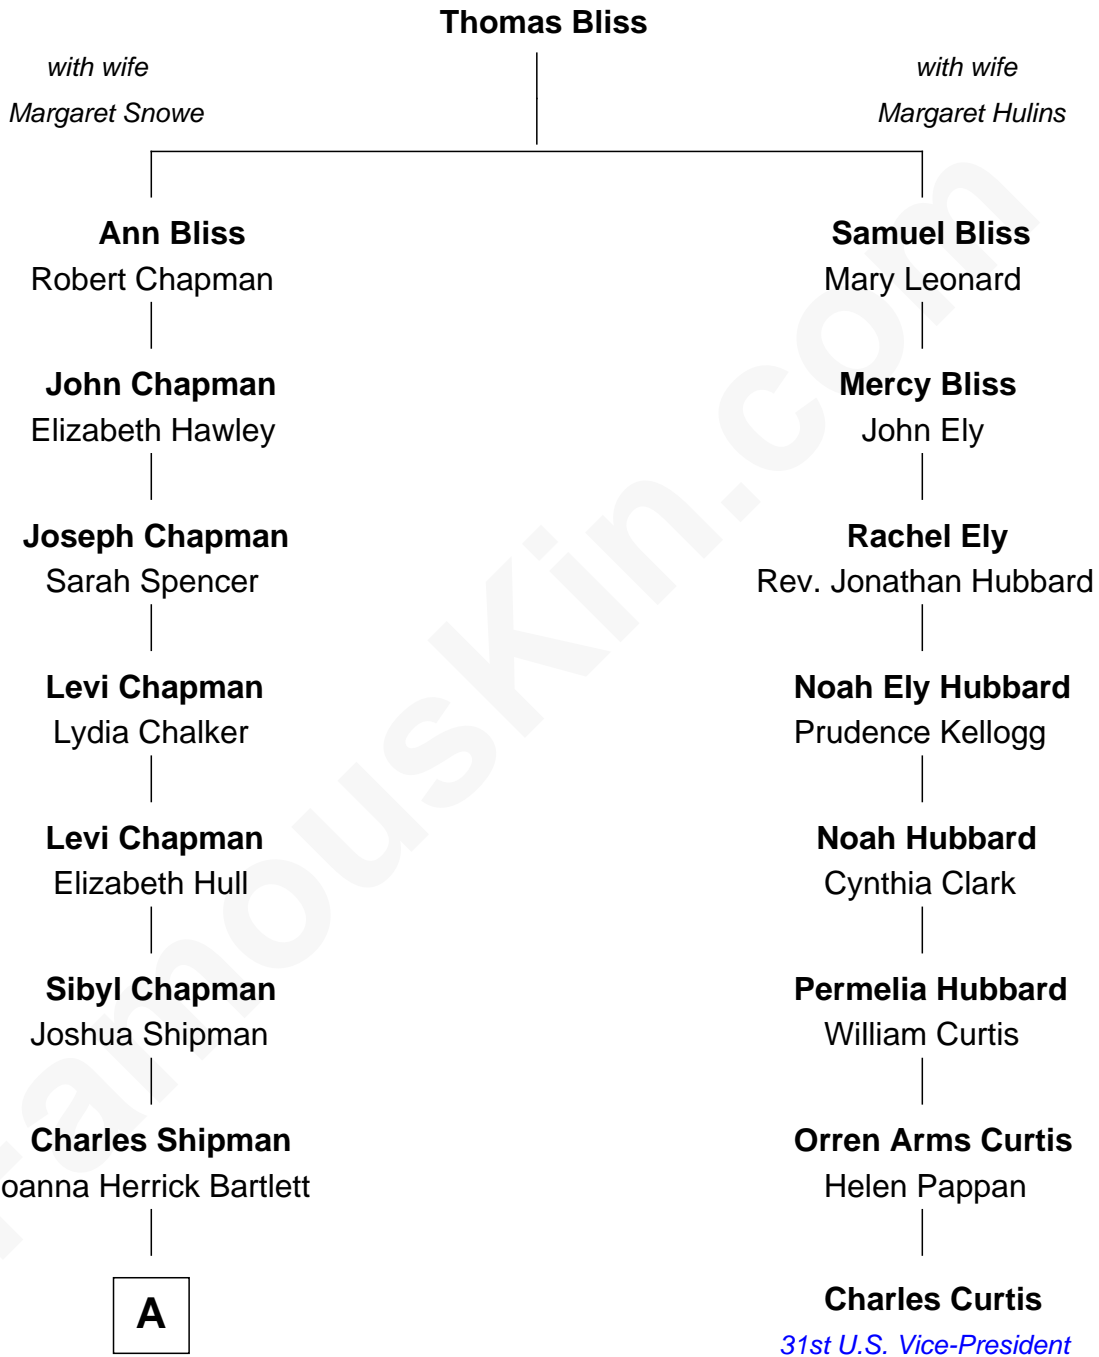 Thomas Bliss
with wife
Margaret Snowe
with wife
Margaret Hulins
Ann Bliss
Robert Chapman
Samuel Bliss
Mary Leonard
John Chapman
Elizabeth Hawley
Mercy Bliss
John Ely
Joseph Chapman
Sarah Spencer
Rachel Ely
Rev. Jonathan Hubbard
Levi Chapman
Lydia Chalker
Noah Ely Hubbard
Prudence Kellogg
Levi Chapman
Elizabeth Hull
Noah Hubbard
Cynthia Clark
Sibyl Chapman
Joshua Shipman
Permelia Hubbard
William Curtis
Charles Shipman
oanna Herrick Bartlett
Orren Arms Curtis
Helen Pappan
A
Charles Curtis
31st U.S. Vice-President
FamousKin.com